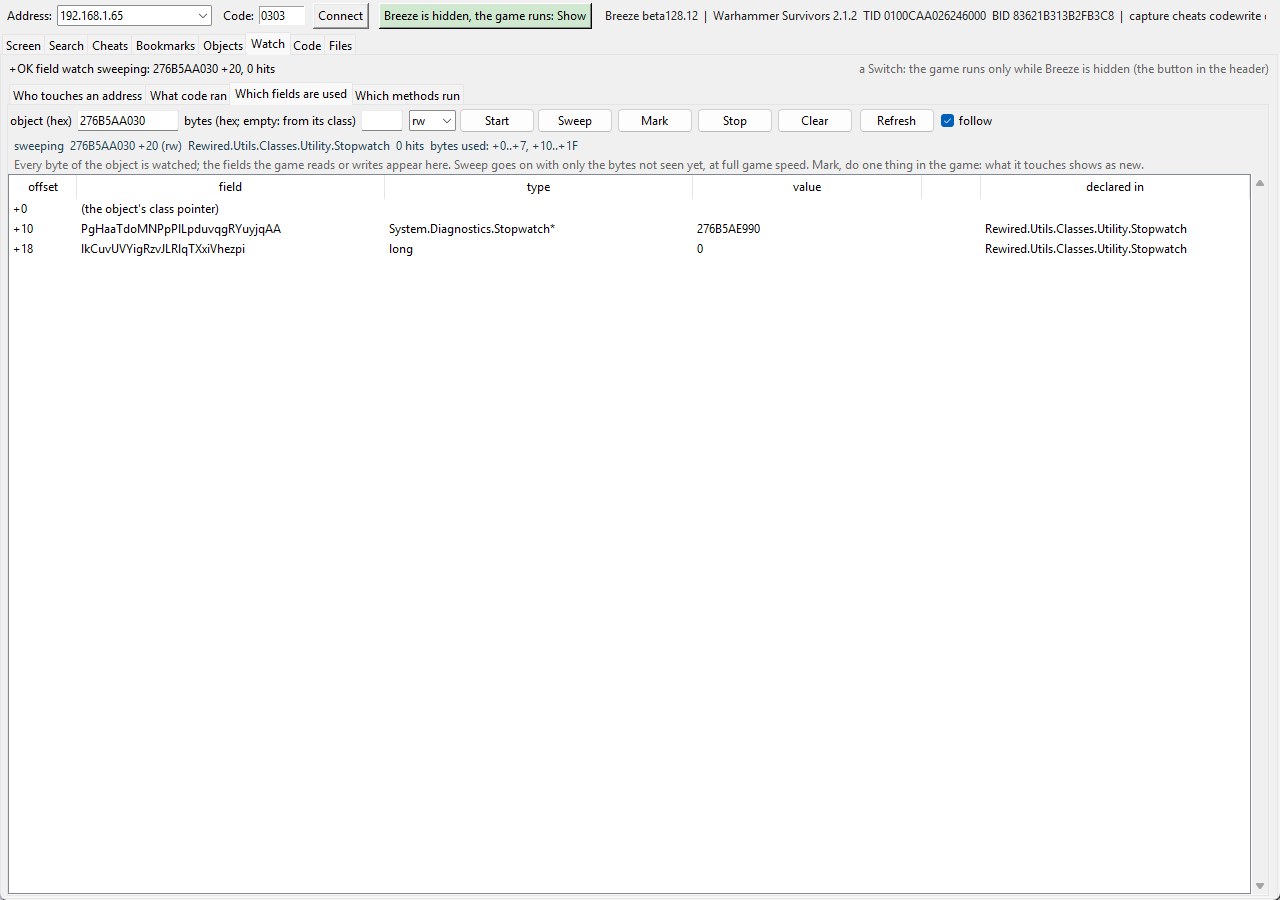 Address: 192.168.1.65 Code: 0303 Connect Breeze is hidden, the game runs: Show Breeze beta128.12 | Warhammer Survivors 2.1.2 TID 0100CAA026246000 BID 83621B313B2FB3C8 | capture cheats codewrite
Screen Search Cheats Bookmarks Objects Watch Code Files
+OK field watch sweeping: 276B5AA030 +20, 0 hits a Switch: the game runs only while Breeze is hidden (the button in the header)
Who touches an address What code ran Which fields are used Which methods run
object (hex) 276B5AA030 bytes (hex; empty: from its class) rw Start Sweep Mark Stop Clear Refresh follow
sweeping 276B5AA030 +20 (rw) Rewired.Utils.Classes.Utility.Stopwatch 0 hits bytes used: +0..+7, +10..+1F
Every byte of the object is watched; the fields the game reads or writes appear here. Sweep goes on with only the bytes not seen yet, at full game speed. Mark, do one thing in the game: what it touches shows as new.
offset field type value declared in
+0 (the object's class pointer)
+10 System.Diagnostics.Stopwatch* 276B5AE990 Rewired.Utils.Classes.Utility.Stopwatch
+18 long 0 Rewired.Utils.Classes.Utility.Stopwatch